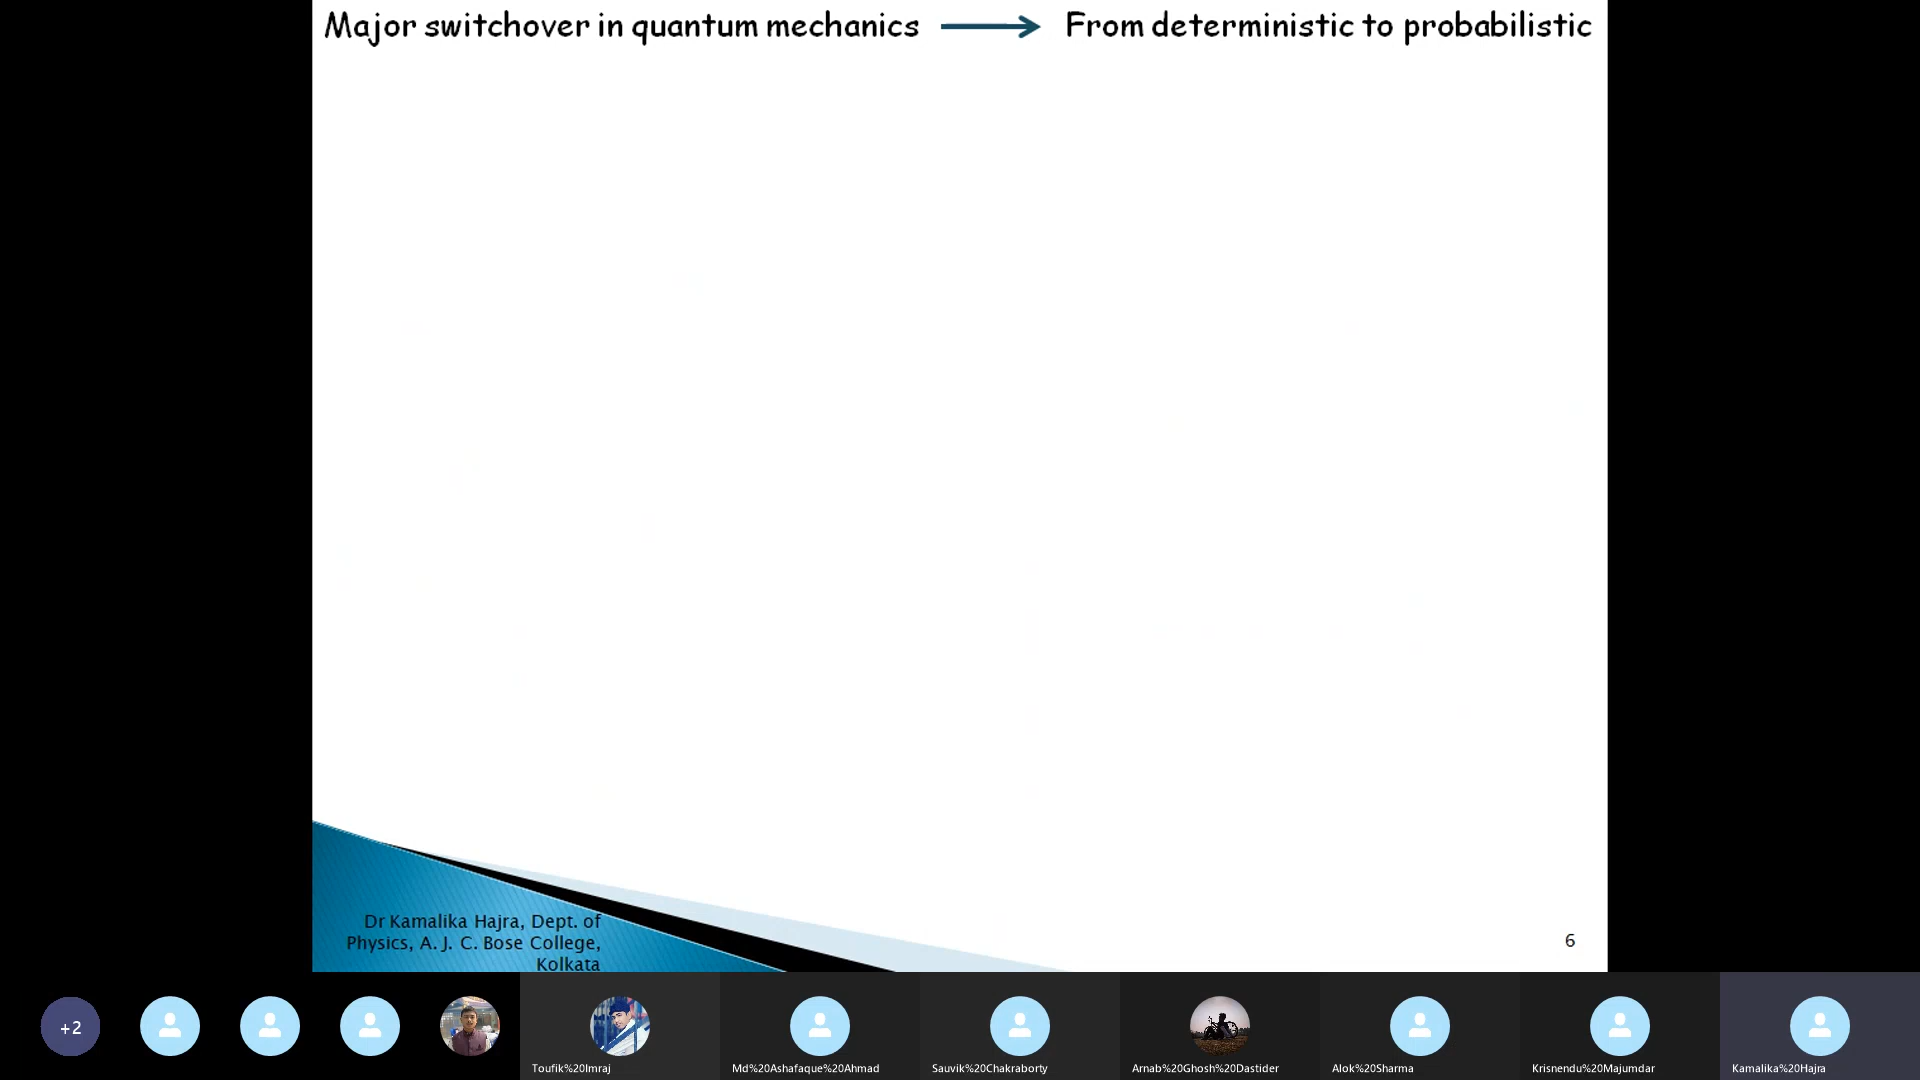 Major switchover in quantum mechanics → From deterministic to probabilistic
Dr Kamalika Hajra, Dept. of
Physics, A. J. C. Bose College,
Kolkata
6
+2
Toufik%20Imraj
Md%20Ashafaque%20Ahmad
Sauvik%20Chakraborty
Arnab%20Ghosh%20Dastider
Alok%20Sharma
Krisnendu%20Majumdar
Kamalika%20Hajra